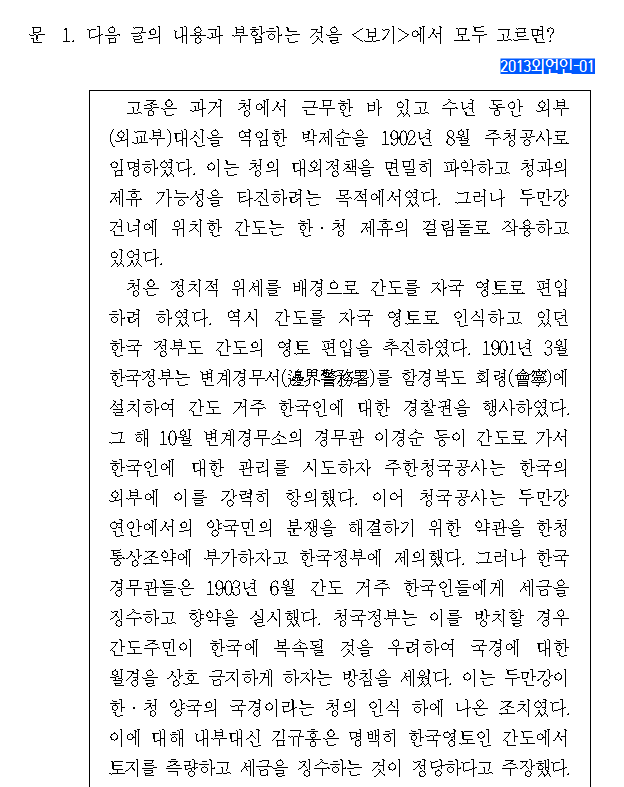 문 1. 다음 글의 내용과 부합하는 것을 <보기>에서 모두 고르면?
2013외언인-01
고종은 과거 청에서 근무한 바 있고 수년 동안 외부
(외교부)대신을 역임한 박제순을 1902년 8월 주청공사로
임명하였다. 이는 청의 대외정책을 면밀히 파악하고 청과의
제휴 가능성을 타진하려는 목적에서였다. 그러나 두만강
건너에 위치한 간도는 한·청 제휴의 걸림돌로 작용하고
있었다.
청은 정치적 위세를 배경으로 간도를 자국 영토로 편입
하려 하였다. 역시 간도를 자국 영토로 인식하고 있던
한국 정부도 간도의 영토 편입을 추진하였다. 1901년 3월
한국정부는 변계경무서(邊界警務署)를 함경북도 회령(會寧)에
설치하여 간도 거주 한국인에 대한 경찰권을 행사하였다.
그 해 10월 변계경무소의 경무관 이경순 등이 간도로 가서
한국인에 대한 관리를 시도하자 주한청국공사는 한국의
외부에 이를 강력히 항의했다. 이어 청국공사는 두만강
연안에서의 양국민의 분쟁을 해결하기 위한 약관을 한청
통상조약에 부가하자고 한국정부에 제의했다. 그러나 한국
경무관들은 1903년 6월 간도 거주 한국인들에게 세금을
징수하고 향약을 실시했다. 청국정부는 이를 방치할 경우
간도주민이 한국에 복속될 것을 우려하여 국경에 대한
월경을 상호 금지하게 하자는 방침을 세웠다. 이는 두만강이
한·청 양국의 국경이라는 청의 인식 하에 나온 조치였다.
이에 대해 내부대신 김규홍은 명백히 한국영토인 간도에서
토지를 측량하고 세금을 징수하는 것이 정당하다고 주장했다.